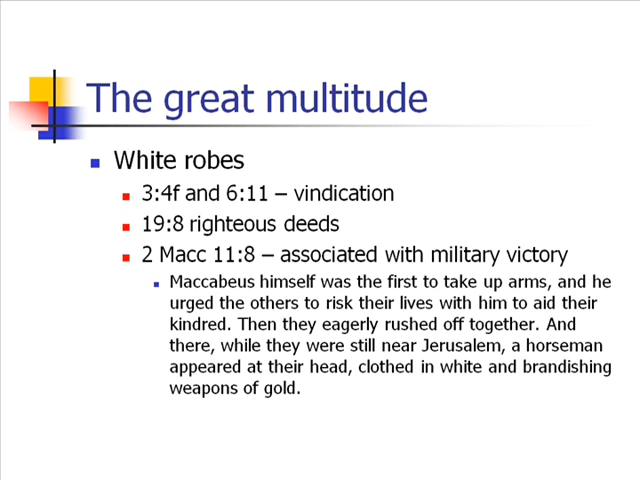 The great multitude
White robes
3:4f and 6:11 – vindication
19:8 righteous deeds
2 Macc 11:8 – associated with military victory
Maccabeus himself was the first to take up arms, and he
urged the others to risk their lives with him to aid their
kindred. Then they eagerly rushed off together. And
there, while they were still near Jerusalem, a horseman
appeared at their head, clothed in white and brandishing
weapons of gold.